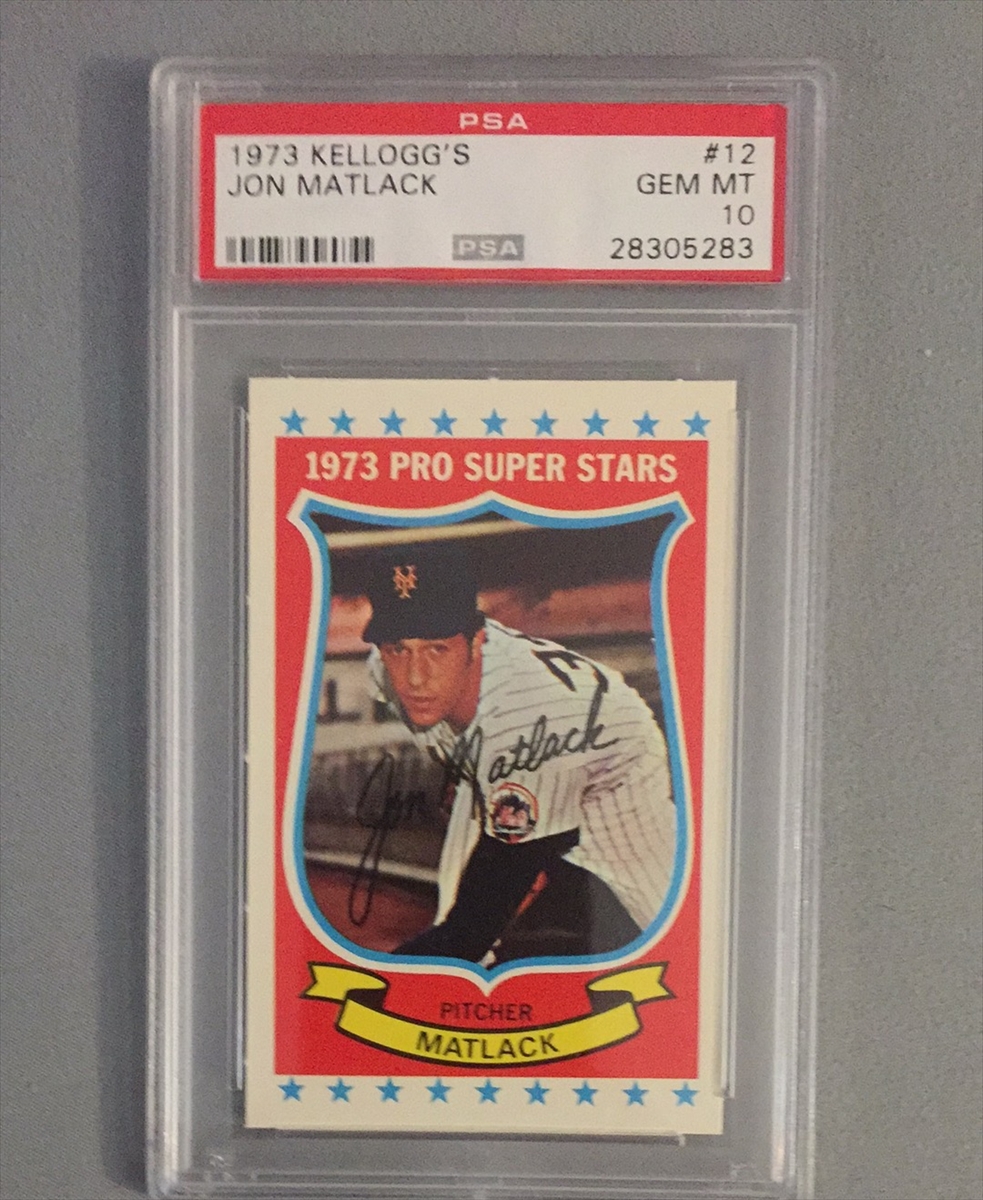 PSA
1973 KELLOGG'S #12
JON MATLACK GEM MT
10
PSA 28305283
1973 PRO SUPER STARS
NY
Jon Matlack
PITCHER
MATLACK